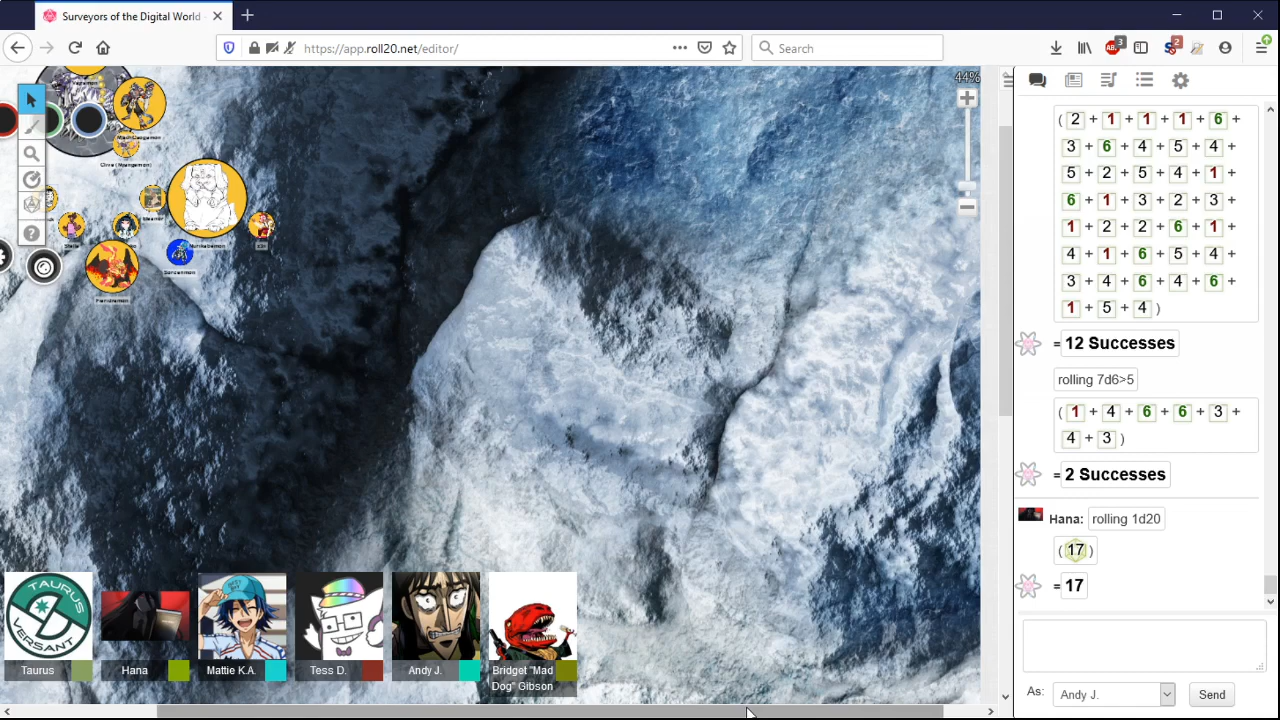 Surveyors of the Digital World
https://app.roll20.net/editor/
Search
3
2
44%
( 2 + 1 + 1 + 1 + 6 +
3 + 6 + 4 + 5 + 4 +
5 + 2 + 5 + 4 + 1 +
6 + 1 + 3 + 2 + 3 +
1 + 2 + 2 + 6 + 1 +
4 + 1 + 6 + 5 + 4 +
3 + 4 + 6 + 4 + 6 +
1 + 5 + 4 )
= 12 Successes
rolling 7d6>5
( 1 + 4 + 6 + 6 + 3 +
4 + 3 )
= 2 Successes
Hana: rolling 1d20
( 17 )
= 17
As: Andy J. Send
TAURUS
VERSANT
Taurus
Hana
Mattie K.A.
Tess D.
Andy J.
Bridget "Mad
Dog" Gibson